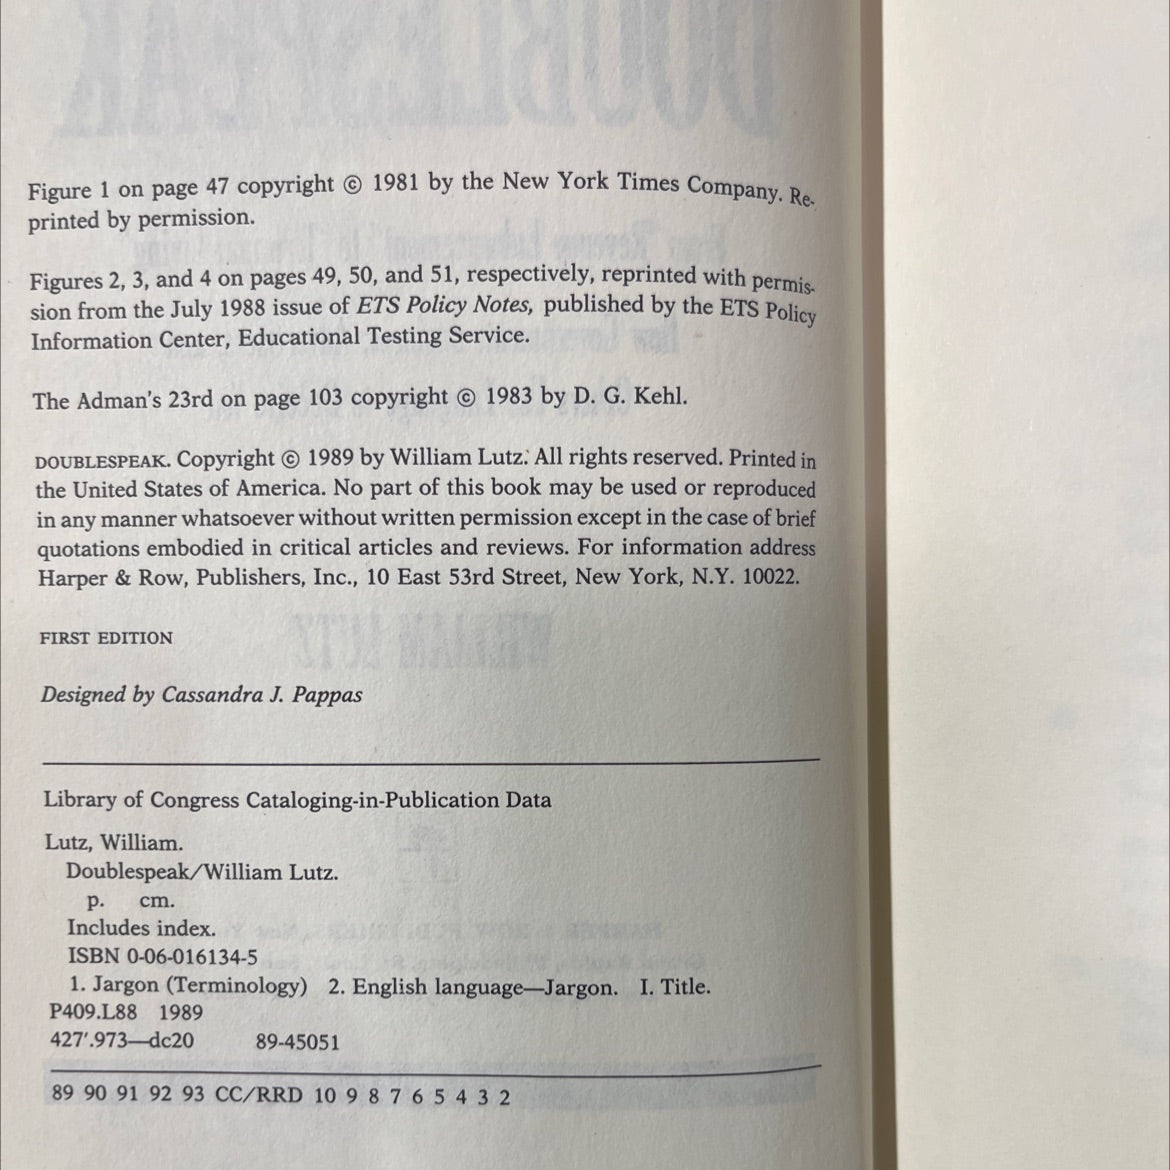 Figure 1 on page 47 copyright © 1981 by the New York Times Company. Re-
printed by permission.
Figures 2, 3, and 4 on pages 49, 50, and 51, respectively, reprinted with permis-
sion from the July 1988 issue of ETS Policy Notes, published by the ETS Policy
Information Center, Educational Testing Service.
The Adman's 23rd on page 103 copyright © 1983 by D. G. Kehl.
DOUBLESPEAK. Copyright © 1989 by William Lutz. All rights reserved. Printed in
the United States of America. No part of this book may be used or reproduced
in any manner whatsoever without written permission except in the case of brief
quotations embodied in critical articles and reviews. For information address
Harper & Row, Publishers, Inc., 10 East 53rd Street, New York, N.Y. 10022.
FIRST EDITION
Designed by Cassandra J. Pappas
Library of Congress Cataloging-in-Publication Data
Lutz, William.
Doublespeak/William Lutz.
p. cm.
Includes index.
ISBN 0-06-016134-5
1. Jargon (Terminology) 2. English language—Jargon. I. Title.
P409.L88 1989
427'.973—dc20 89-45051
89 90 91 92 93 CC/RRD 10 9 8 7 6 5 4 3 2